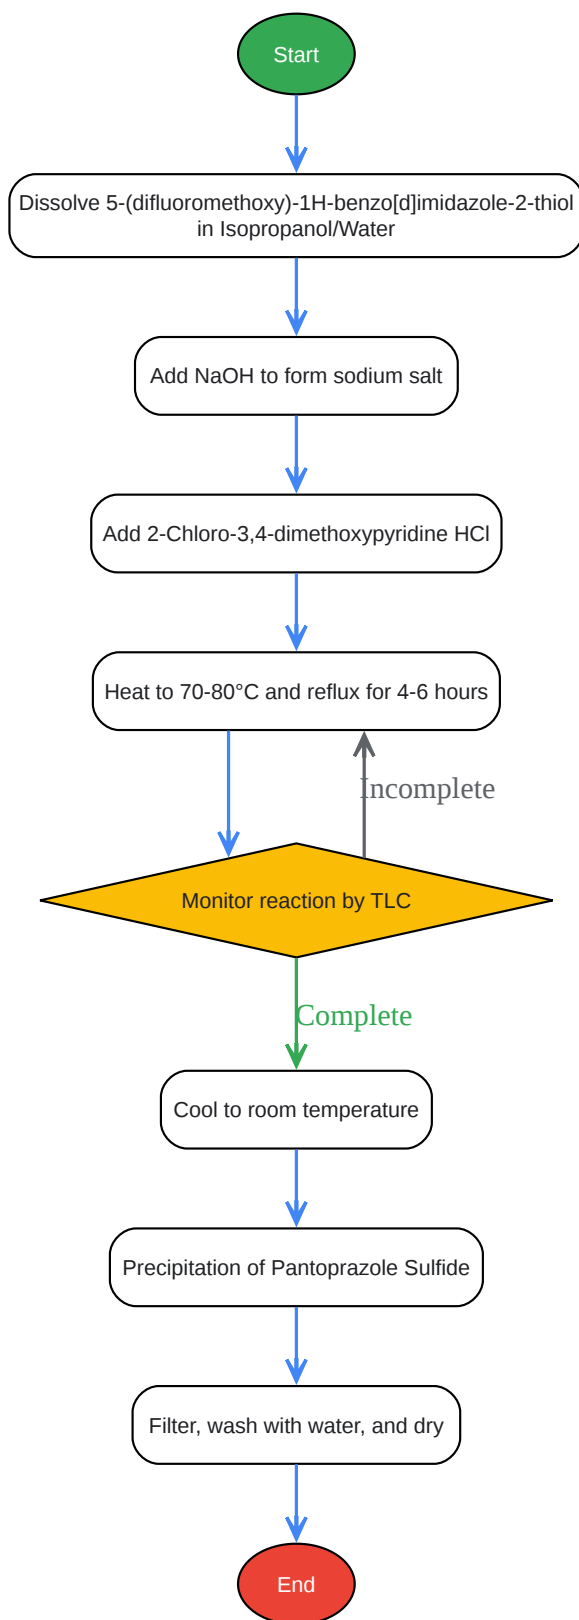 Start
Dissolve 5-(difluoromethoxy)-1H-benzo[d]imidazole-2-thiol
in Isopropanol/Water
Add NaOH to form sodium salt
Add 2-Chloro-3,4-dimethoxypyridine HCl
Heat to 70-80°C and reflux for 4-6 hours
Incomplete
Monitor reaction by TLC
Complete
Cool to room temperature
Precipitation of Pantoprazole Sulfide
Filter, wash with water, and dry
End